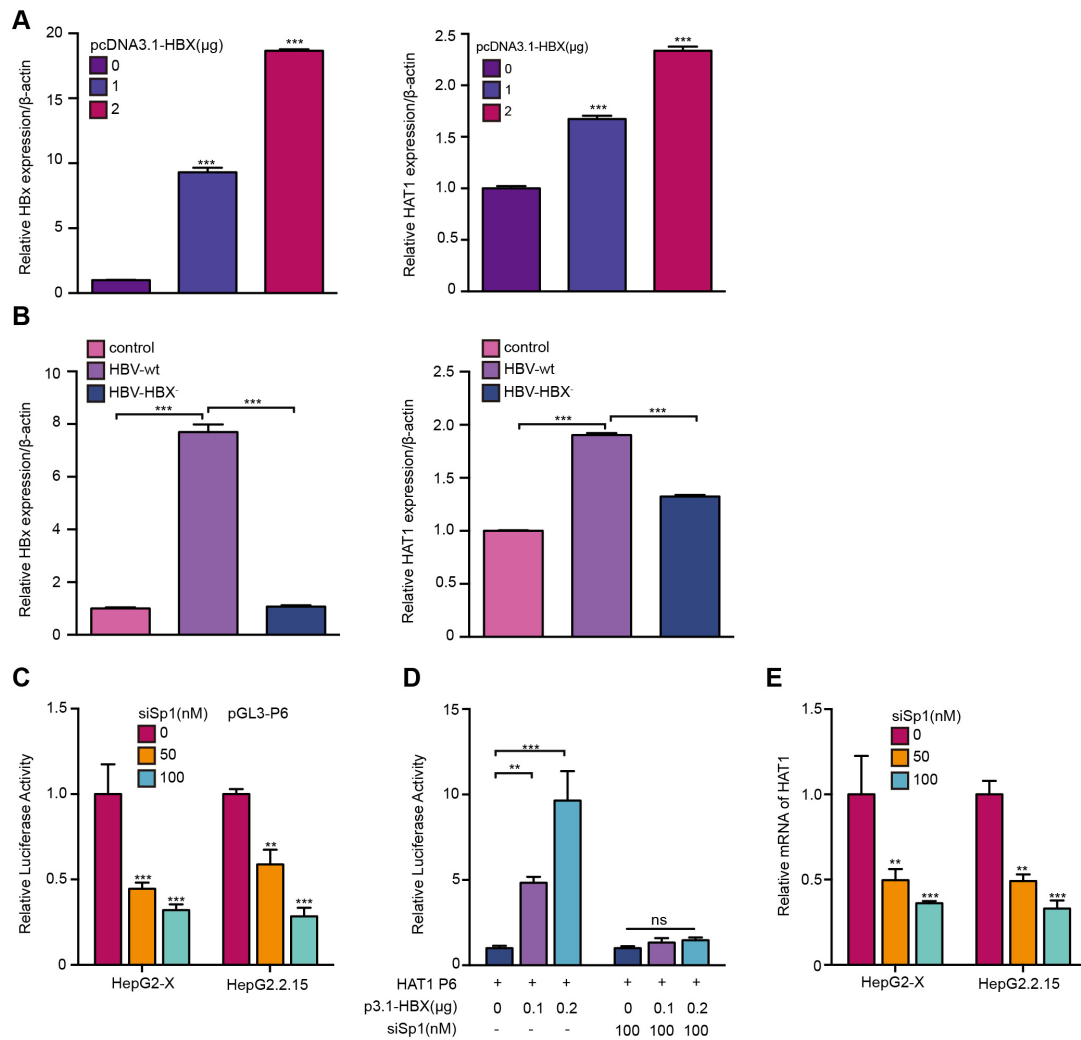 A
Relative HBx expression/β-actin
20
15
10
5
0
pcDNA3.1-HBX(μg)
0
1
2
***
***
Relative HAT1 expression/β-actin
2.5
2.0
1.5
1.0
0.5
0
pcDNA3.1-HBX(μg)
0
1
2
***
***
B
Relative HBx expression/β-actin
10
8
6
4
2
0
control
HBV-wt
HBV-HBX-
***
***
Relative HAT1 expression/β-actin
2.5
2.0
1.5
1.0
0.5
0
control
HBV-wt
HBV-HBX-
***
***
C
Relative Luciferase Activity
1.5
1.0
0.5
0
siSp1(nM)
0
50
100
pGL3-P6
***
***
**
***
HepG2-X
HepG2.2.15
D
Relative Luciferase Activity
15
10
5
0
***
**
ns
HAT1 P6 + + + + + +
p3.1-HBX(μg) 0 0.1 0.2 0 0.1 0.2
siSp1(nM) - - - 100 100 100
E
Relative mRNA of HAT1
1.5
1.0
0.5
0
siSp1(nM)
0
50
100
**
***
**
***
HepG2-X
HepG2.2.15